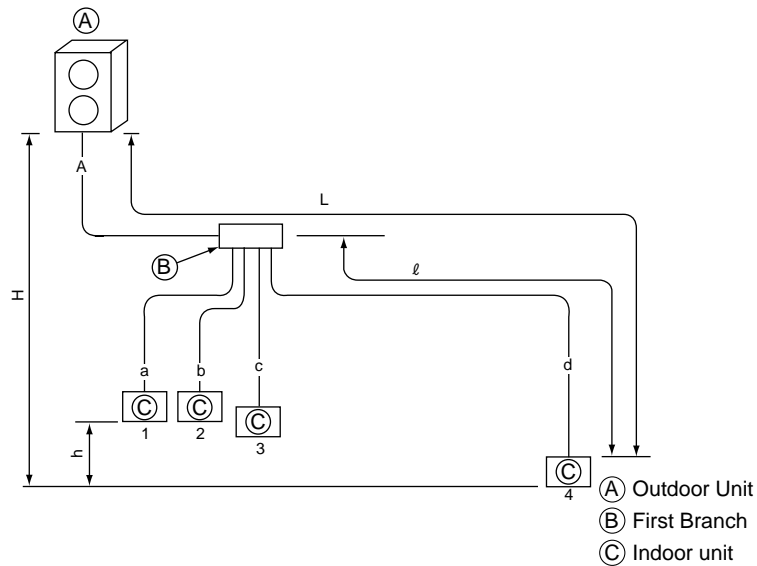 Ⓐ
A
L
Ⓑ
ℓ
H
a
b
c
d
Ⓒ
Ⓒ
Ⓒ
1
2
3
h
Ⓒ
4
Ⓐ Outdoor Unit
Ⓑ First Branch
Ⓒ Indoor unit